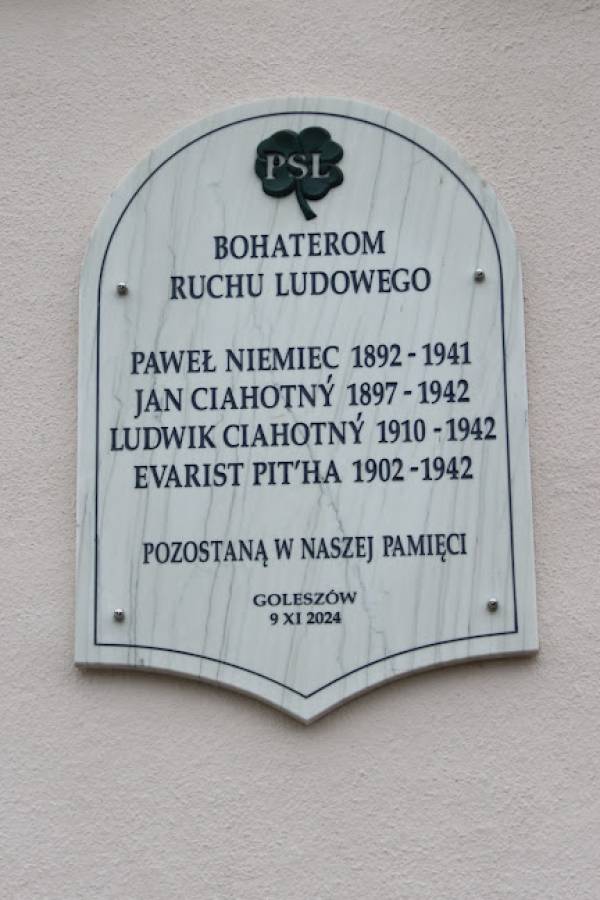 PSL
BOHATEROM
RUCHU LUDOWEGO
PAWEŁ NIEMIEC 1892 - 1941
JAN CIAHOTNÝ 1897 - 1942
LUDWIK CIAHOTNÝ 1910 - 1942
EVARIST PIT'HA 1902 - 1942
POZOSTANĄ W NASZEJ PAMIĘCI
GOLESZÓW
9 XI 2024